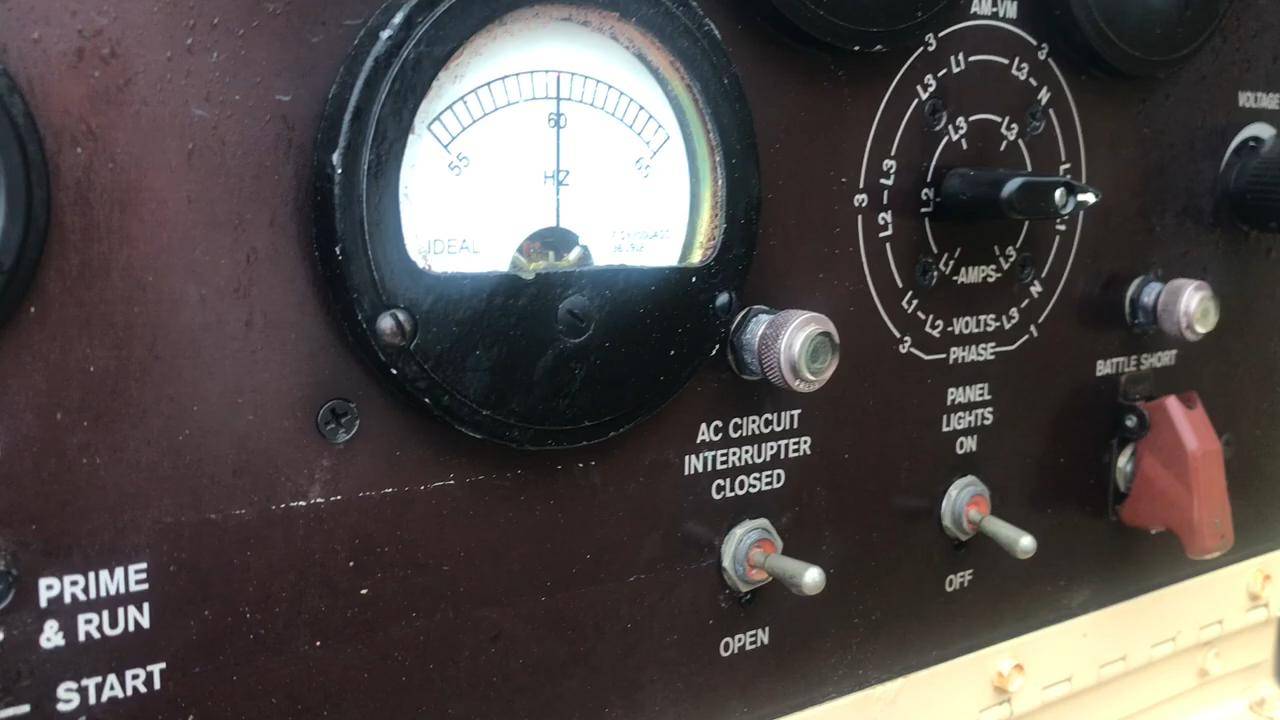 55
60
65
HZ
IDEAL
PRESS
AC CIRCUIT
INTERRUPTER
CLOSED
OPEN
PRIME
& RUN
START
AM-VM
3
3
L3-L1
L3-N
L3
L3
3
L2-L3
L2
L1
L3
-AMPS-
L1-L2
-VOLTS-
L3-N
3
PHASE
1
PANEL
LIGHTS
ON
OFF
VOLTAGE
BATTLE SHORT